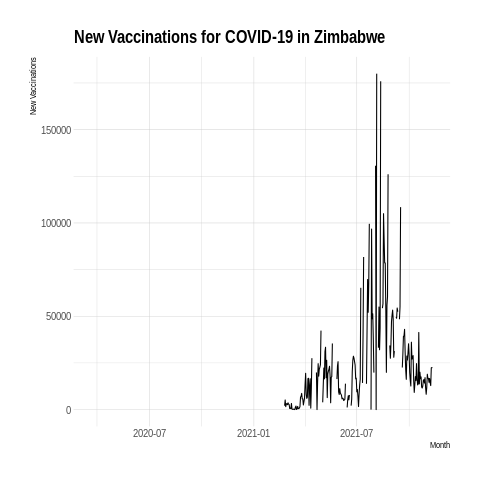 New Vaccinations for COVID-19 in Zimbabwe
New Vaccinations
150000
100000
50000
0
2020-07
2021-01
2021-07
Month